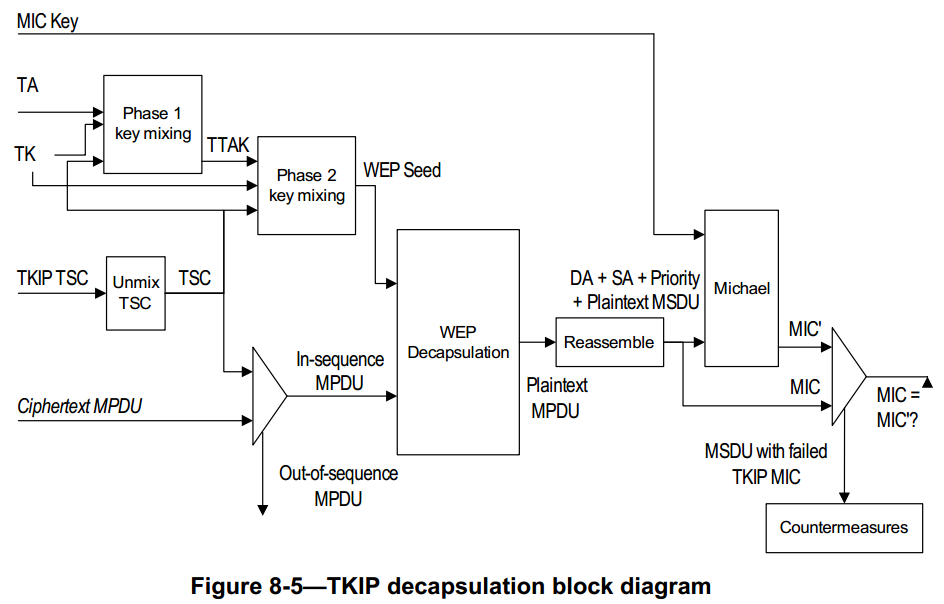 MIC Key
TA
Phase 1
key mixing
TTAK
TK
Phase 2
key mixing
WEP Seed
TKIP TSC
Unmix
TSC
TSC
DA + SA + Priority
+ Plaintext MSDU
Michael
WEP
Decapsulation
Reassemble
MIC'
In-sequence
MPDU
Plaintext
MPDU
MIC
MIC =
MIC'?
Ciphertext MPDU
Out-of-sequence
MPDU
MSDU with failed
TKIP MIC
Countermeasures
Figure 8-5—TKIP decapsulation block diagram